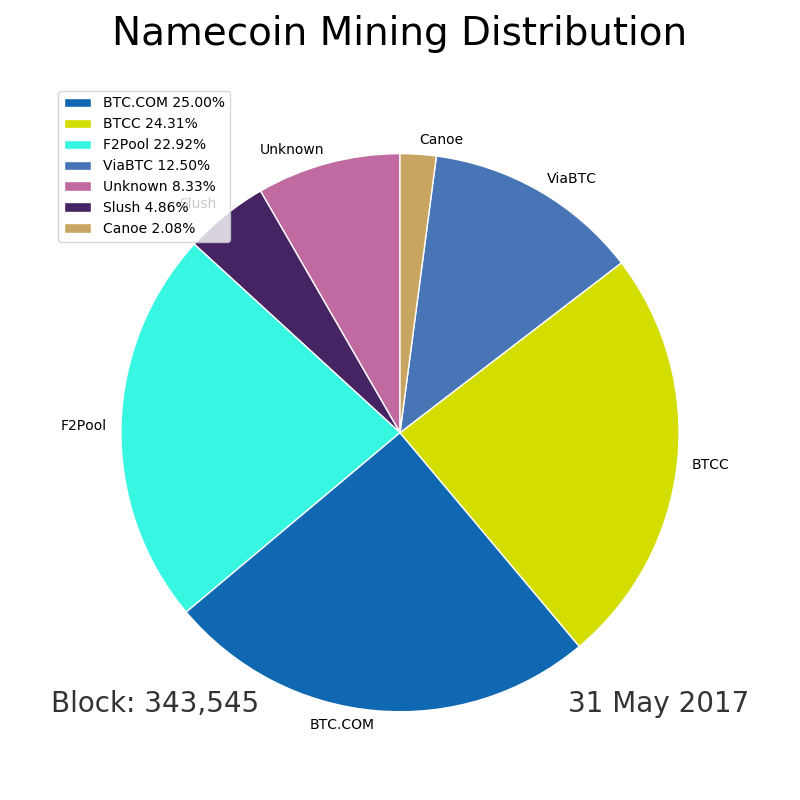 Namecoin Mining Distribution
BTC.COM 25.00%
BTCC 24.31%
F2Pool 22.92%
ViaBTC 12.50%
Unknown 8.33%
Slush 4.86%
Canoe 2.08%
Slush
Unknown
Canoe
ViaBTC
F2Pool
BTCC
BTC.COM
Block: 343,545
31 May 2017